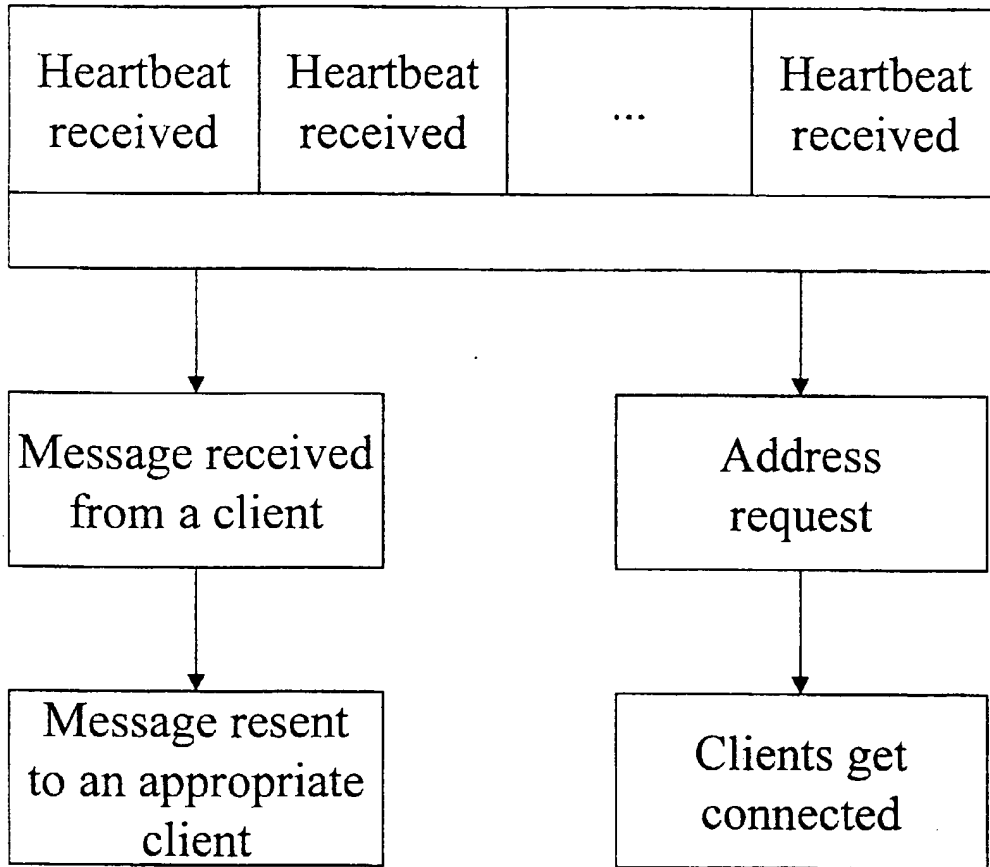 Heartbeat
received
Heartbeat
received
...
Heartbeat
received
Message received
from a client
Address
request
Message resent
to an appropriate
client
Clients get
connected